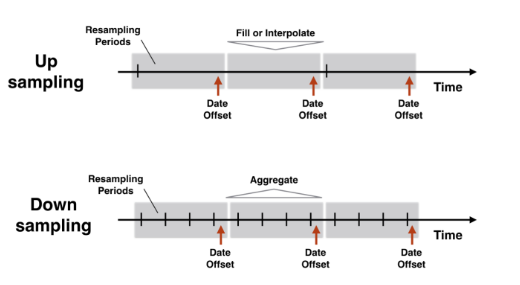 Resampling
Periods
Fill or Interpolate
Up
sampling
Time
Date
Offset
Date
Offset
Date
Offset
Resampling
Periods
Aggregate
Down
sampling
Time
Date
Offset
Date
Offset
Date
Offset